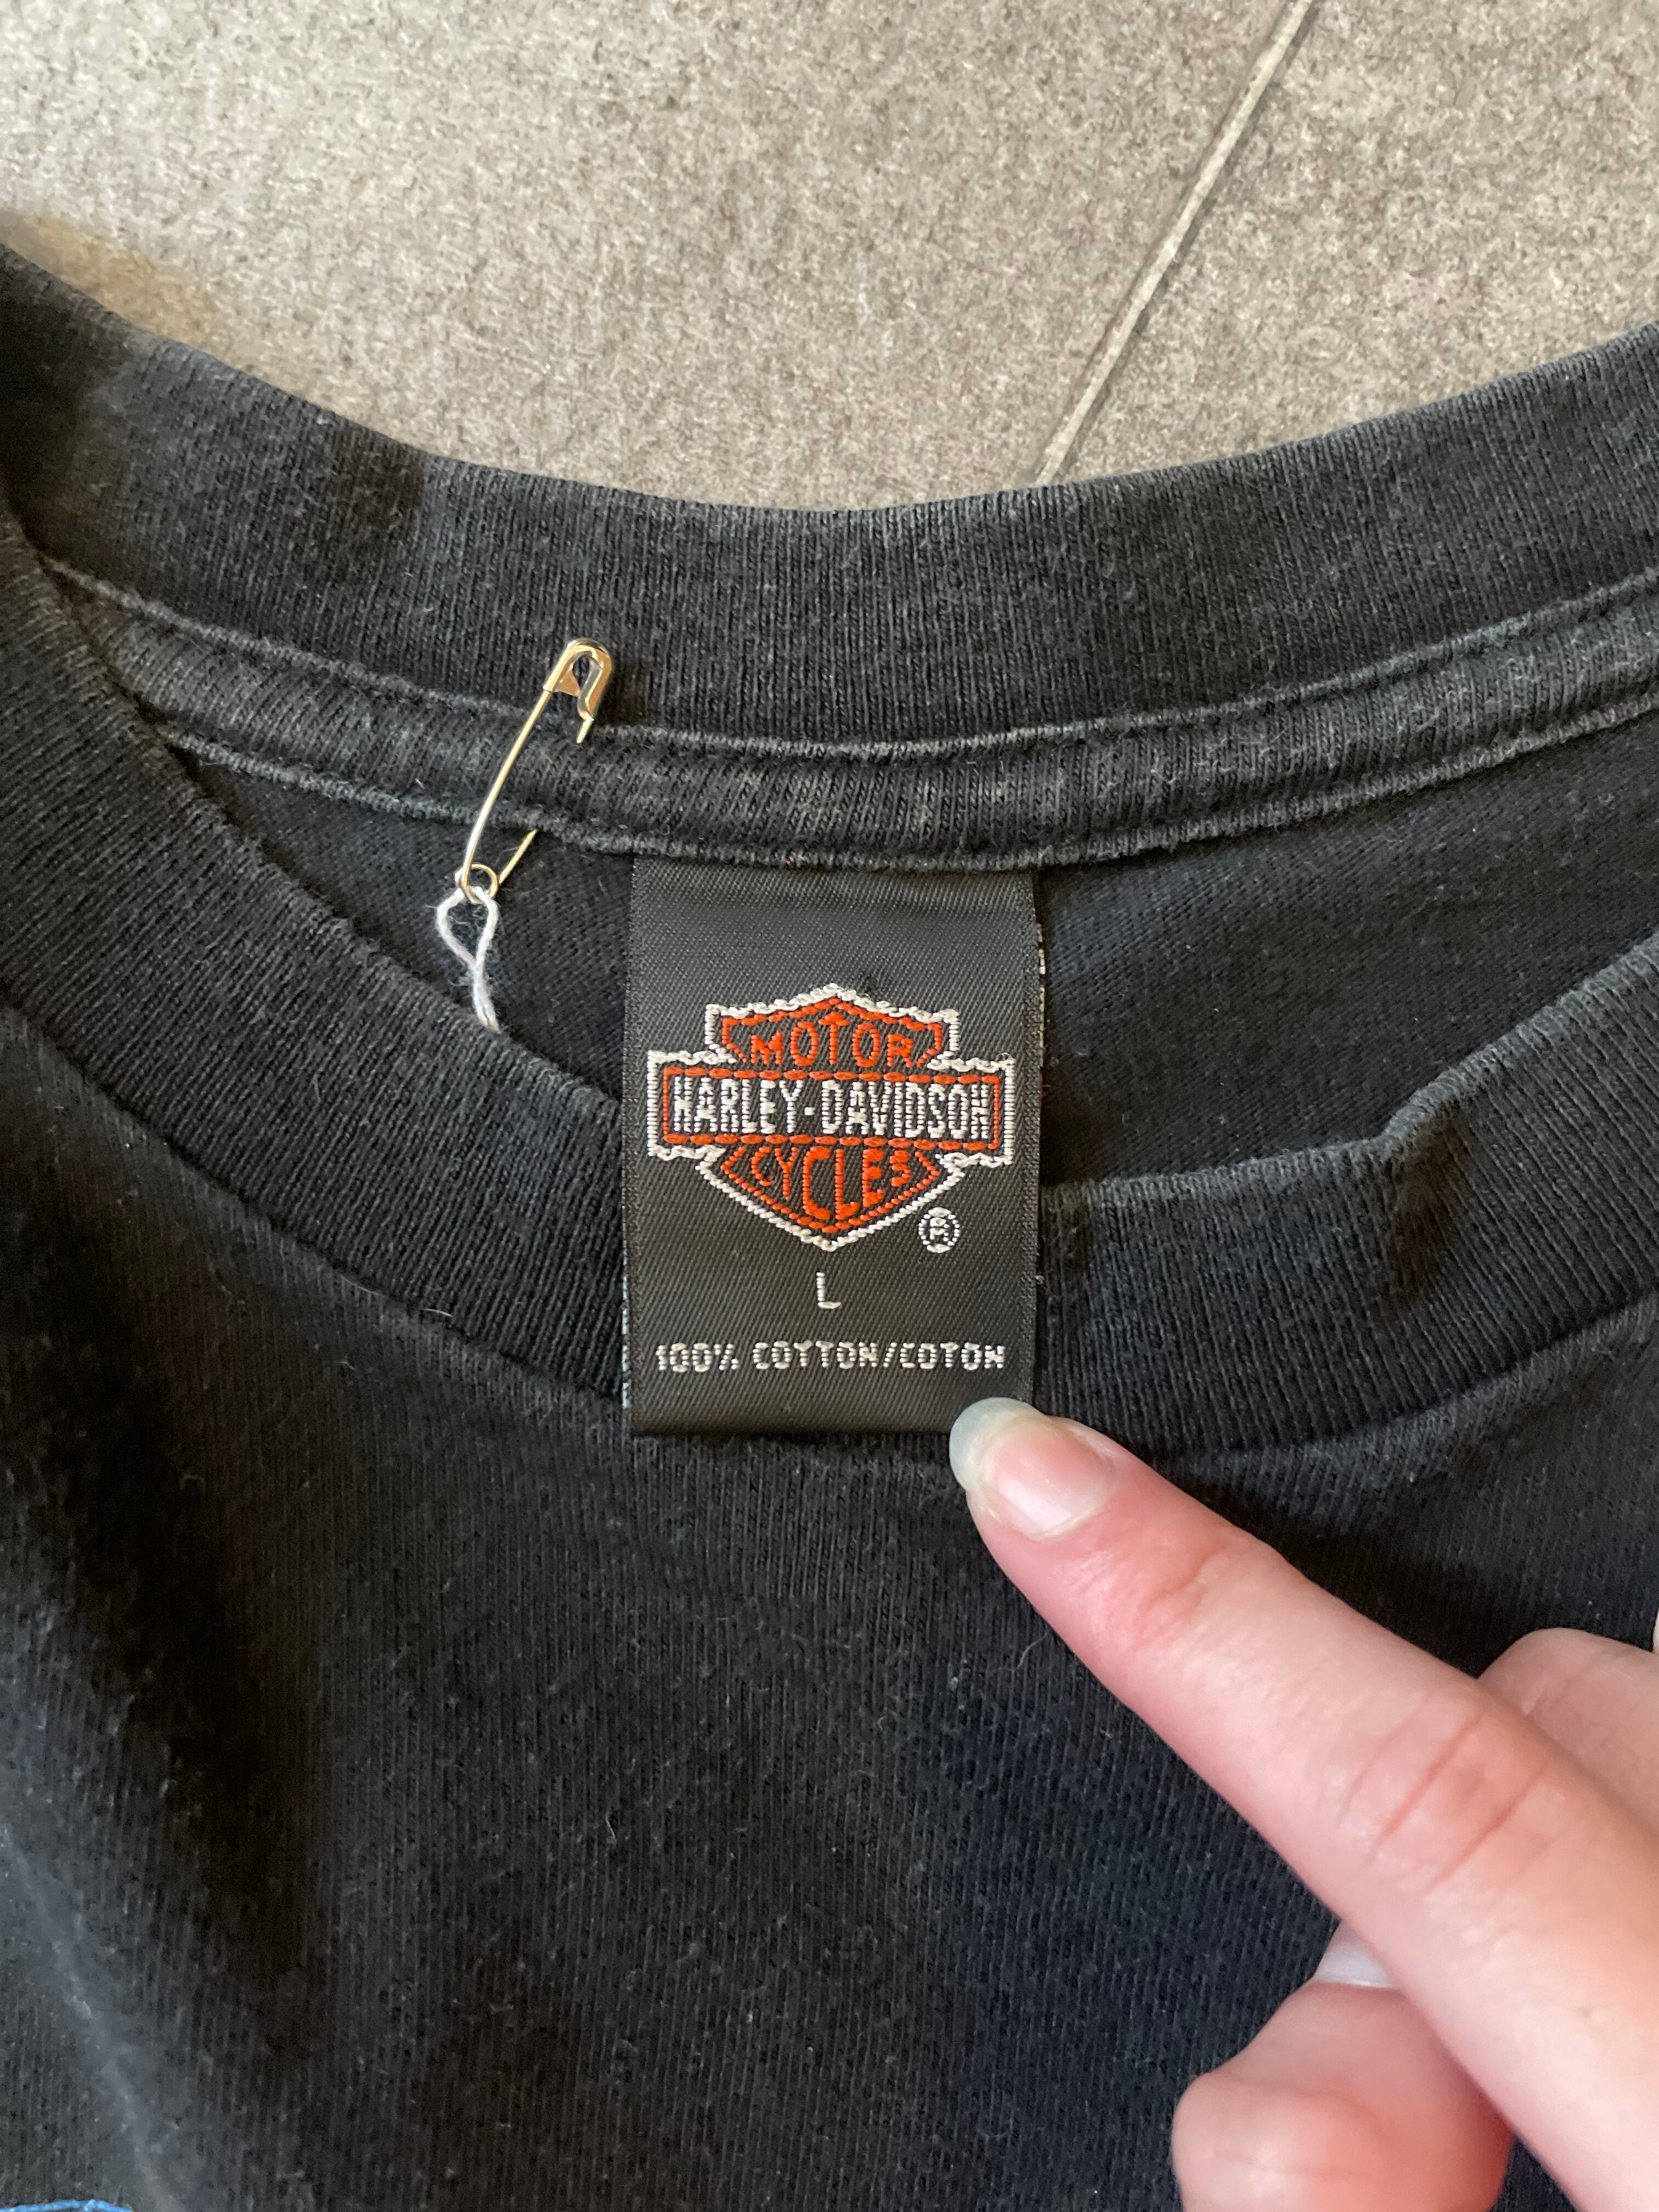 MOTOR
HARLEY-DAVIDSON
CYCLES
®
L
100% COTTON/COTON